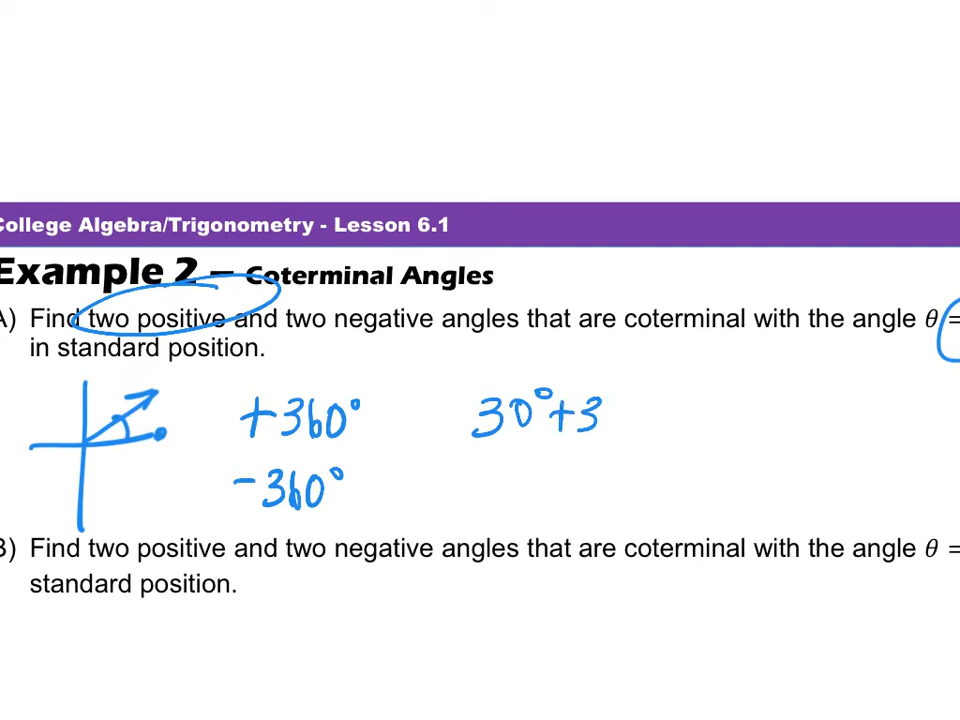 College Algebra/Trigonometry - Lesson 6.1
Example 2 – Coterminal Angles
A) Find two positive and two negative angles that are coterminal with the angle θ =
in standard position.
+360° 30°+3
-360°
B) Find two positive and two negative angles that are coterminal with the angle θ =
standard position.